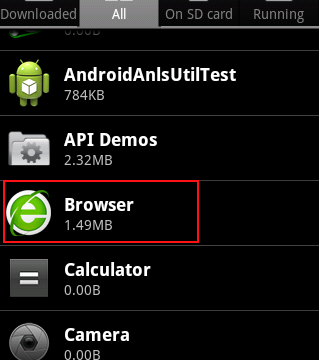 Downloaded
All
On SD card
Running
0.00B
AndroidAnlsUtilTest
784KB
API Demos
2.32MB
Browser
1.49MB
Calculator
0.00B
Camera
0.00B